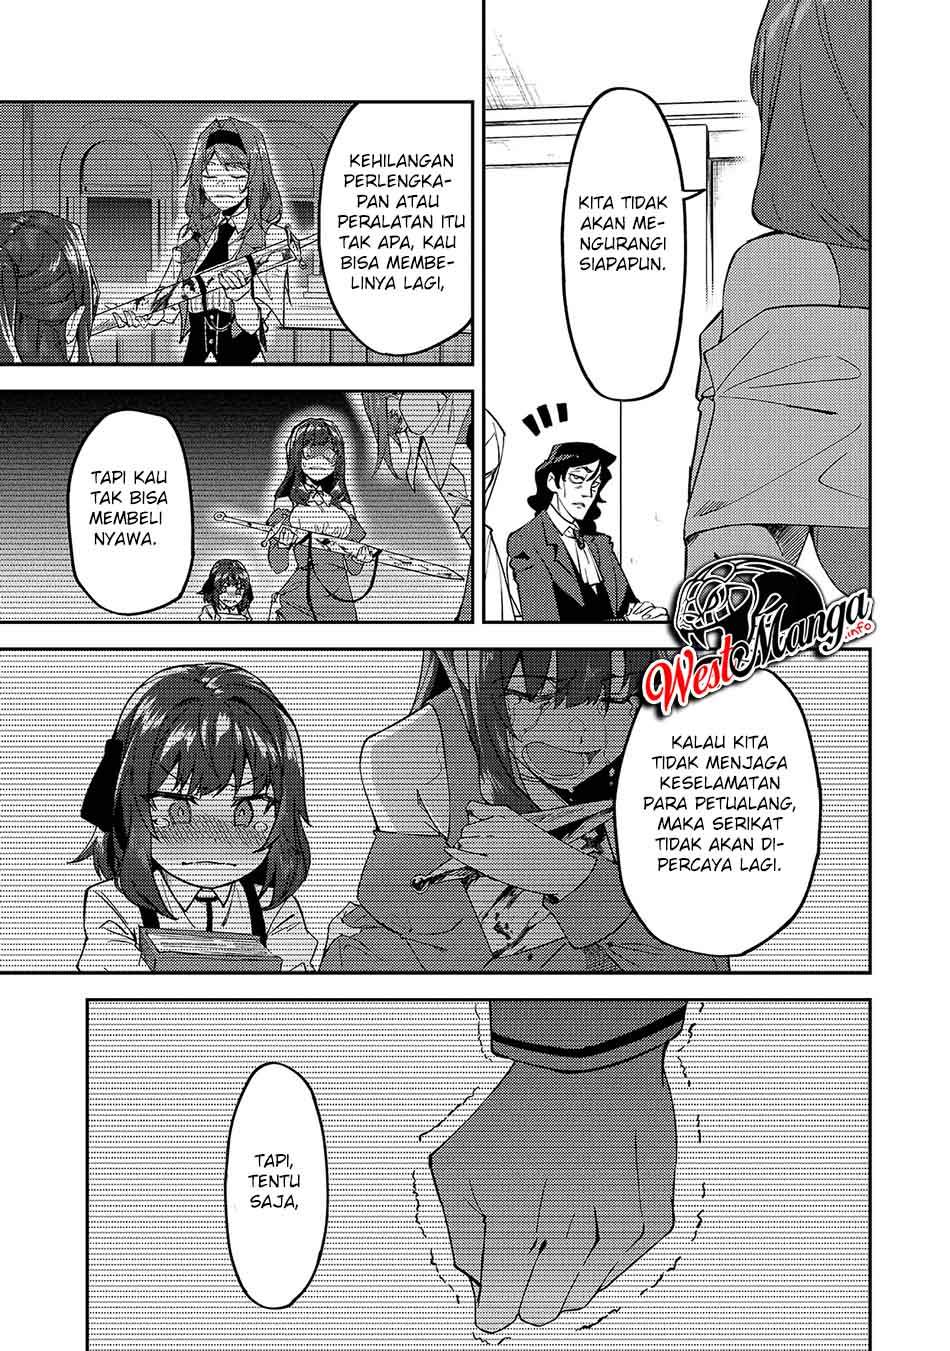 KITA TIDAK
AKAN ME-
NGURANGI
SIAPAPUN.
KEHILANGAN
PERLENGKA-
PAN ATAU
PERALATAN ITU
TAK APA, KAU
BISA MEMBE-
LINYA LAGI,
TAPI KAU
TAK BISA
MEMBELI
NYAWA.
WestManga
.info
KALAU KITA
TIDAK MENJAGA
KESELAMATAN
PARA PETUALANG,
MAKA SERIKAT
TIDAK AKAN DI-
PERCAYA LAGI.
TAPI,
TENTU
SAJA,